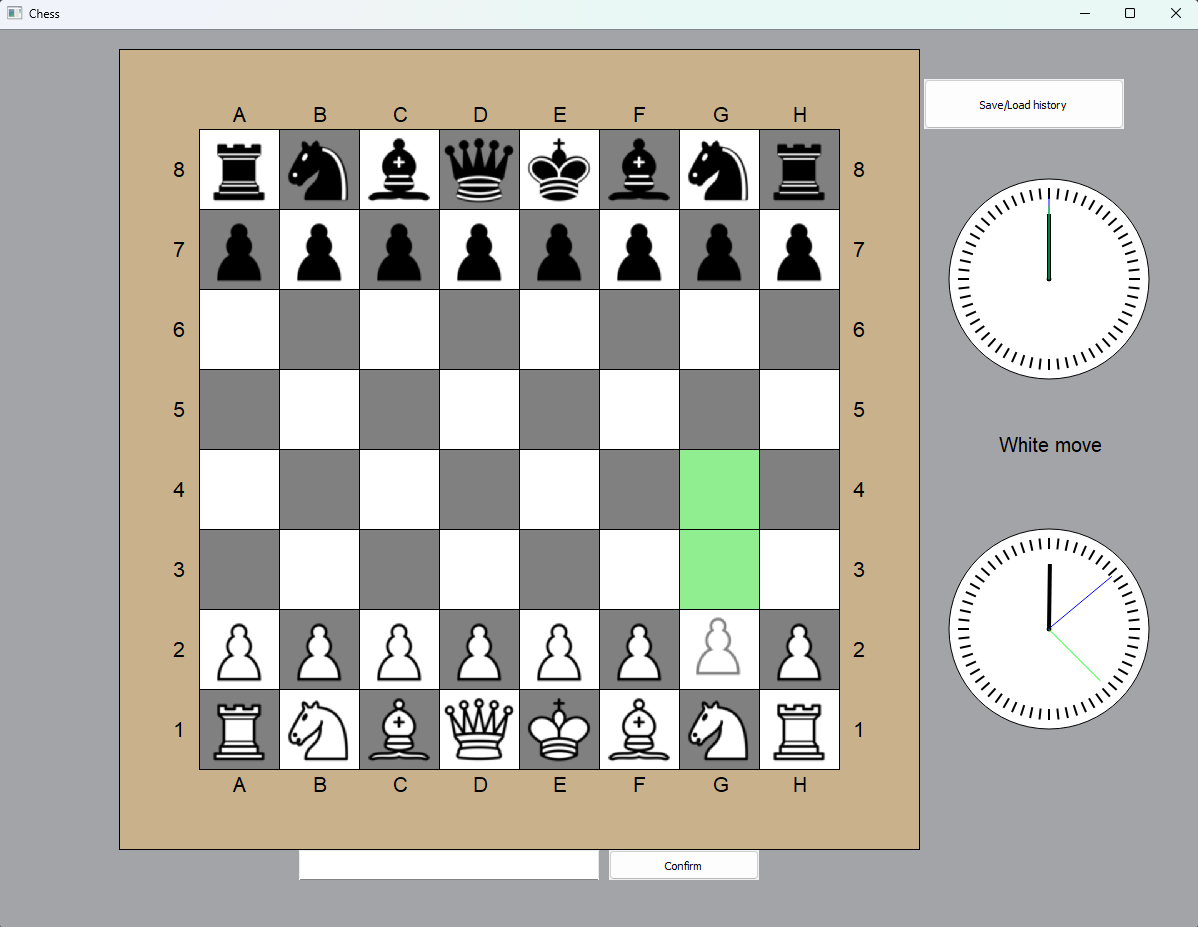 Chess
Save/Load history
A B C D E F G H
8 8
7 7
6 6
5 5
White move
4 4
3 3
2 2
1 1
A B C D E F G H
Confirm